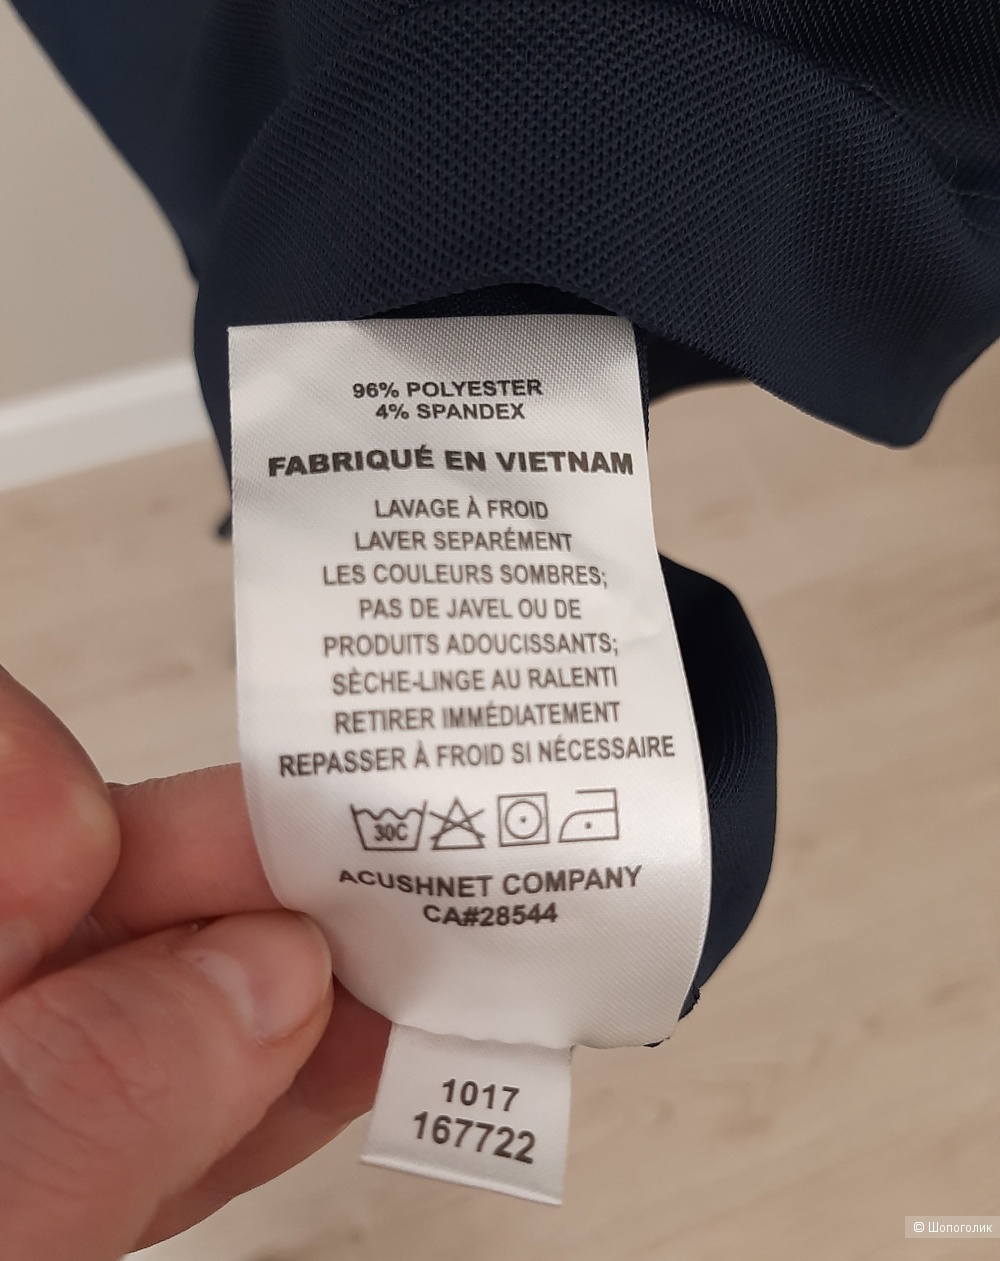 96% POLYESTER
4% SPANDEX
FABRIQUÉ EN VIETNAM
LAVAGE À FROID
LAVER SEPARÉMENT
LES COULEURS SOMBRES;
PAS DE JAVEL OU DE
PRODUITS ADOUCISSANTS;
SÈCHE-LINGE AU RALENTI
RETIRER IMMÉDIATEMENT
REPASSER À FROID SI NÉCESSAIRE
30C
ACUSHNET COMPANY
CA#28544
1017
167722
© Шопоголик